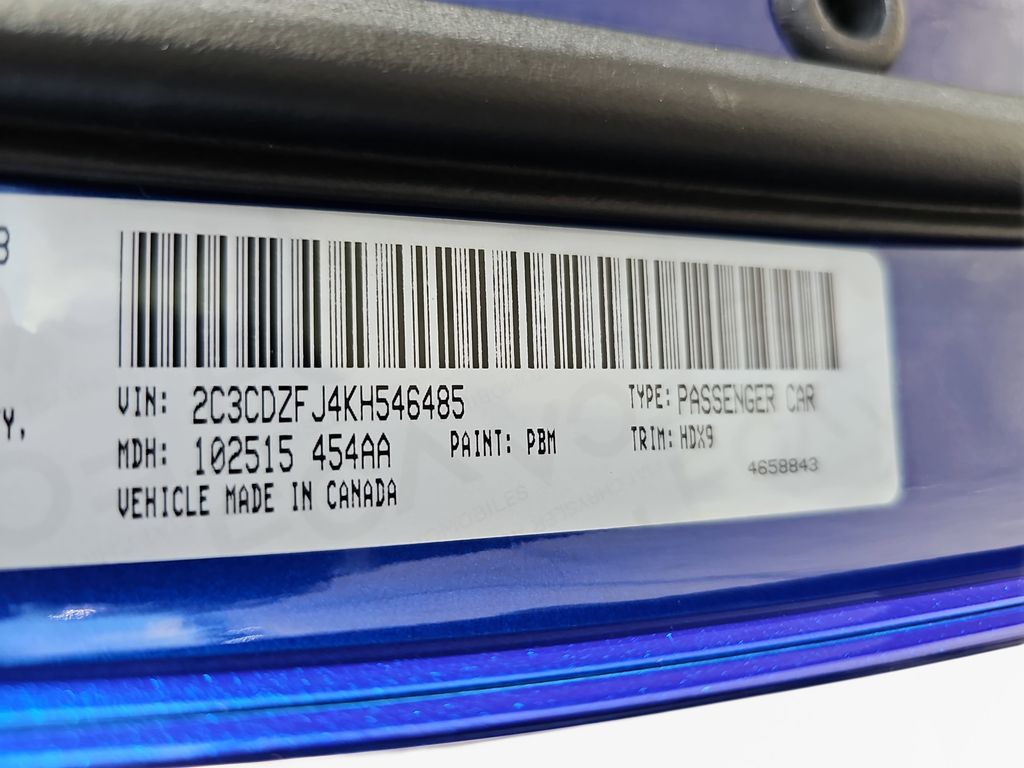 VIN: 2C3CDZFJ4KH546485 TYPE: PASSENGER CAR
MDH: 102515 454AA PAINT: PBM TRIM: HDX9
4658843
VEHICLE MADE IN CANADA